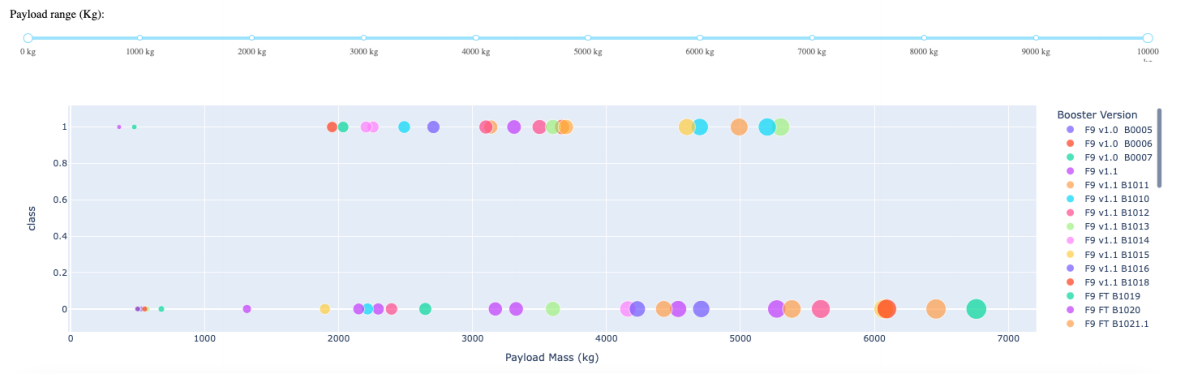 Payload range (Kg):
0 kg 1000 kg 2000 kg 3000 kg 4000 kg 5000 kg 6000 kg 7000 kg 8000 kg 9000 kg 10000
Booster Version
1
0.8
0.6
0.4
0.2
0
class
0 1000 2000 3000 4000 5000 6000 7000
Payload Mass (kg)
F9 v1.0 B0005
F9 v1.0 B0006
F9 v1.0 B0007
F9 v1.1
F9 v1.1 B1011
F9 v1.1 B1010
F9 v1.1 B1012
F9 v1.1 B1013
F9 v1.1 B1014
F9 v1.1 B1015
F9 v1.1 B1016
F9 v1.1 B1018
F9 FT B1019
F9 FT B1020
F9 FT B1021.1